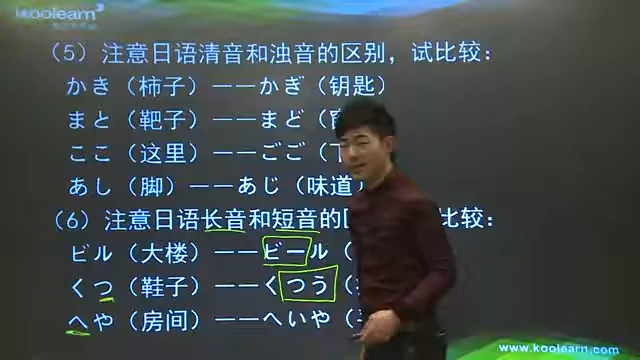 koolearn
（5）注意日语清音和浊音的区别，试比较：
かき（柿子）——かぎ（钥匙）
まと（靶子）——まど（
ここ（这里）——ごご（下
あし（脚）——あじ（味道）
（6）注意日语长音和短音的区 比较：
ビル（大楼）——ビール（
くつ（鞋子）——くつう（
へや（房间）——へいや（
www.koolearn.com